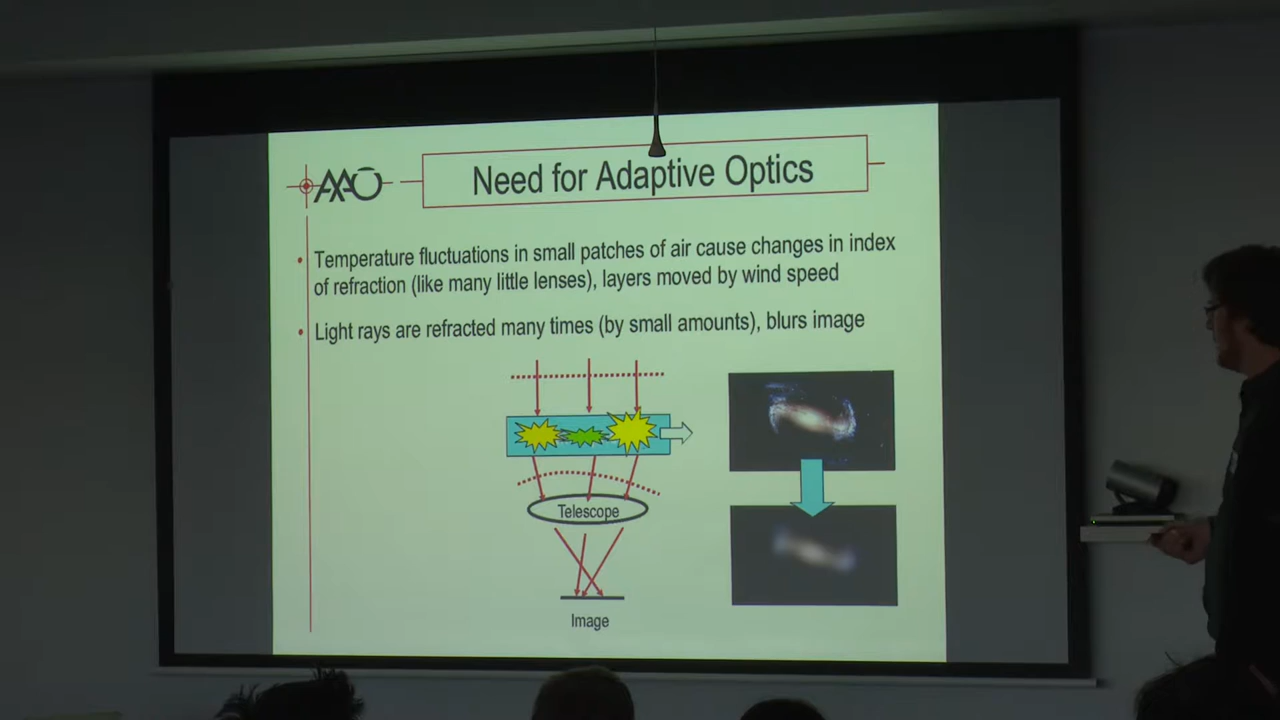 AAO
Need for Adaptive Optics
• Temperature fluctuations in small patches of air cause changes in index
of refraction (like many little lenses), layers moved by wind speed
• Light rays are refracted many times (by small amounts), blurs image
Telescope
Image